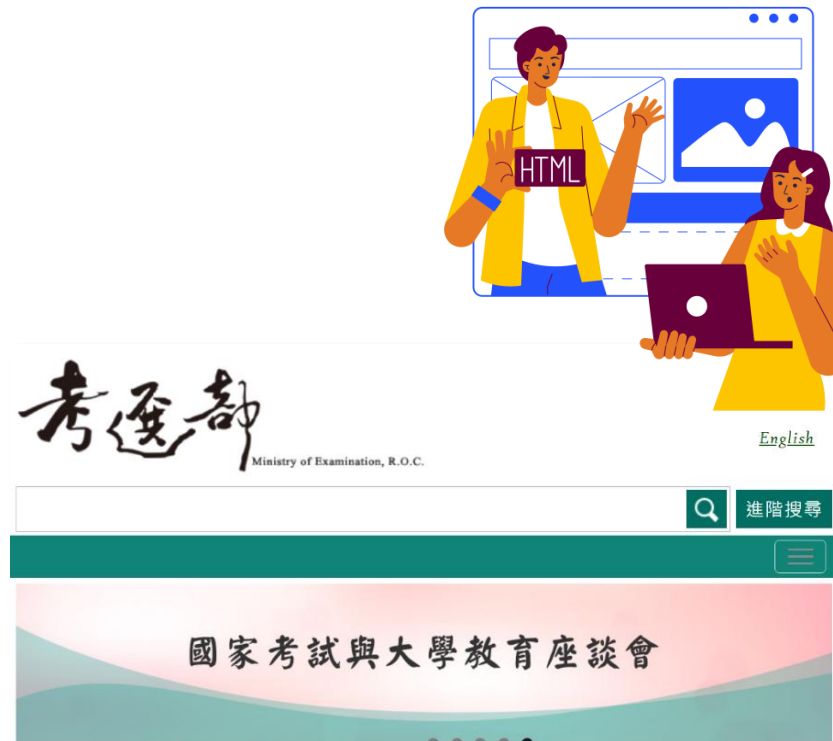 HTML
考選部
Ministry of Examination, R.O.C.
English
進階搜尋
國家考試與大學教育座談會